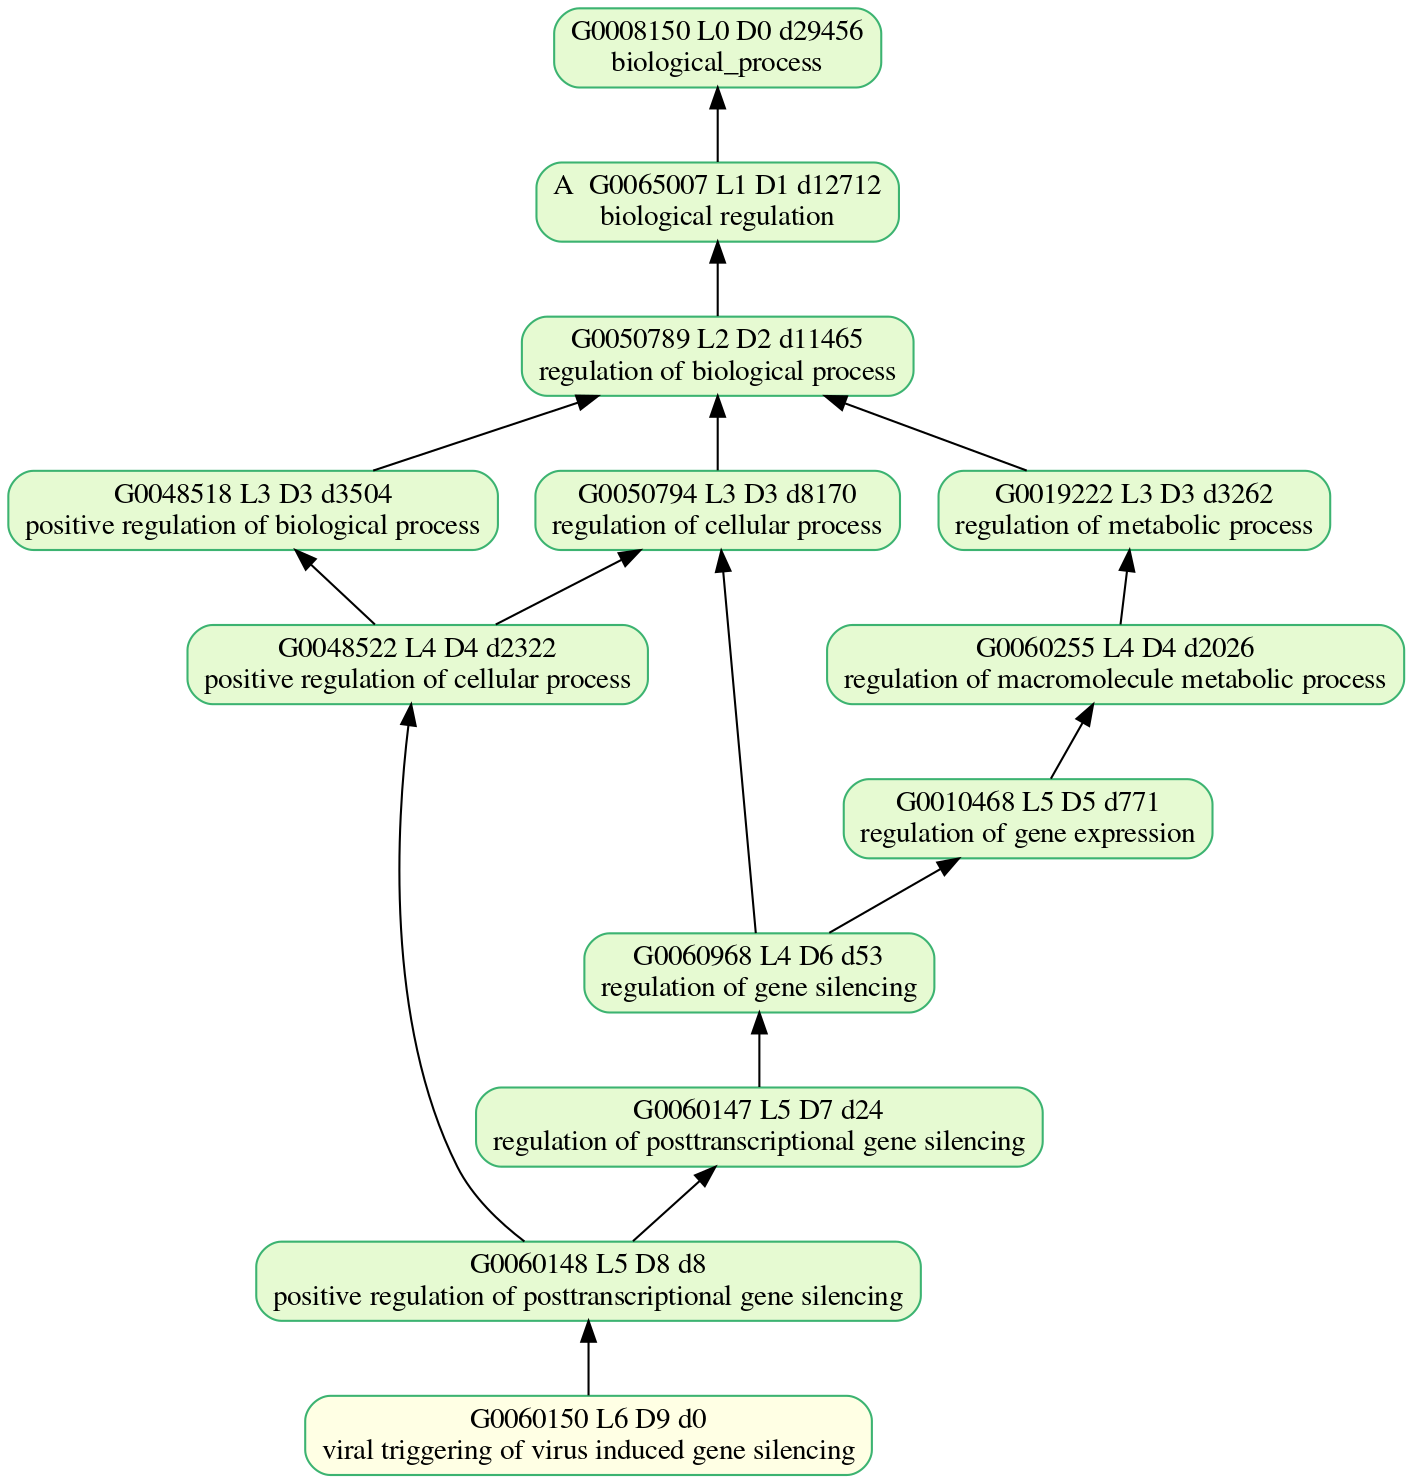 G0008150 L0 D0 d29456
biological_process
A  G0065007 L1 D1 d12712
biological regulation
G0050789 L2 D2 d11465
regulation of biological process
G0048518 L3 D3 d3504
positive regulation of biological process
G0050794 L3 D3 d8170
regulation of cellular process
G0019222 L3 D3 d3262
regulation of metabolic process
G0048522 L4 D4 d2322
positive regulation of cellular process
G0060255 L4 D4 d2026
regulation of macromolecule metabolic process
G0010468 L5 D5 d771
regulation of gene expression
G0060968 L4 D6 d53
regulation of gene silencing
G0060147 L5 D7 d24
regulation of posttranscriptional gene silencing
G0060148 L5 D8 d8
positive regulation of posttranscriptional gene silencing
G0060150 L6 D9 d0
viral triggering of virus induced gene silencing